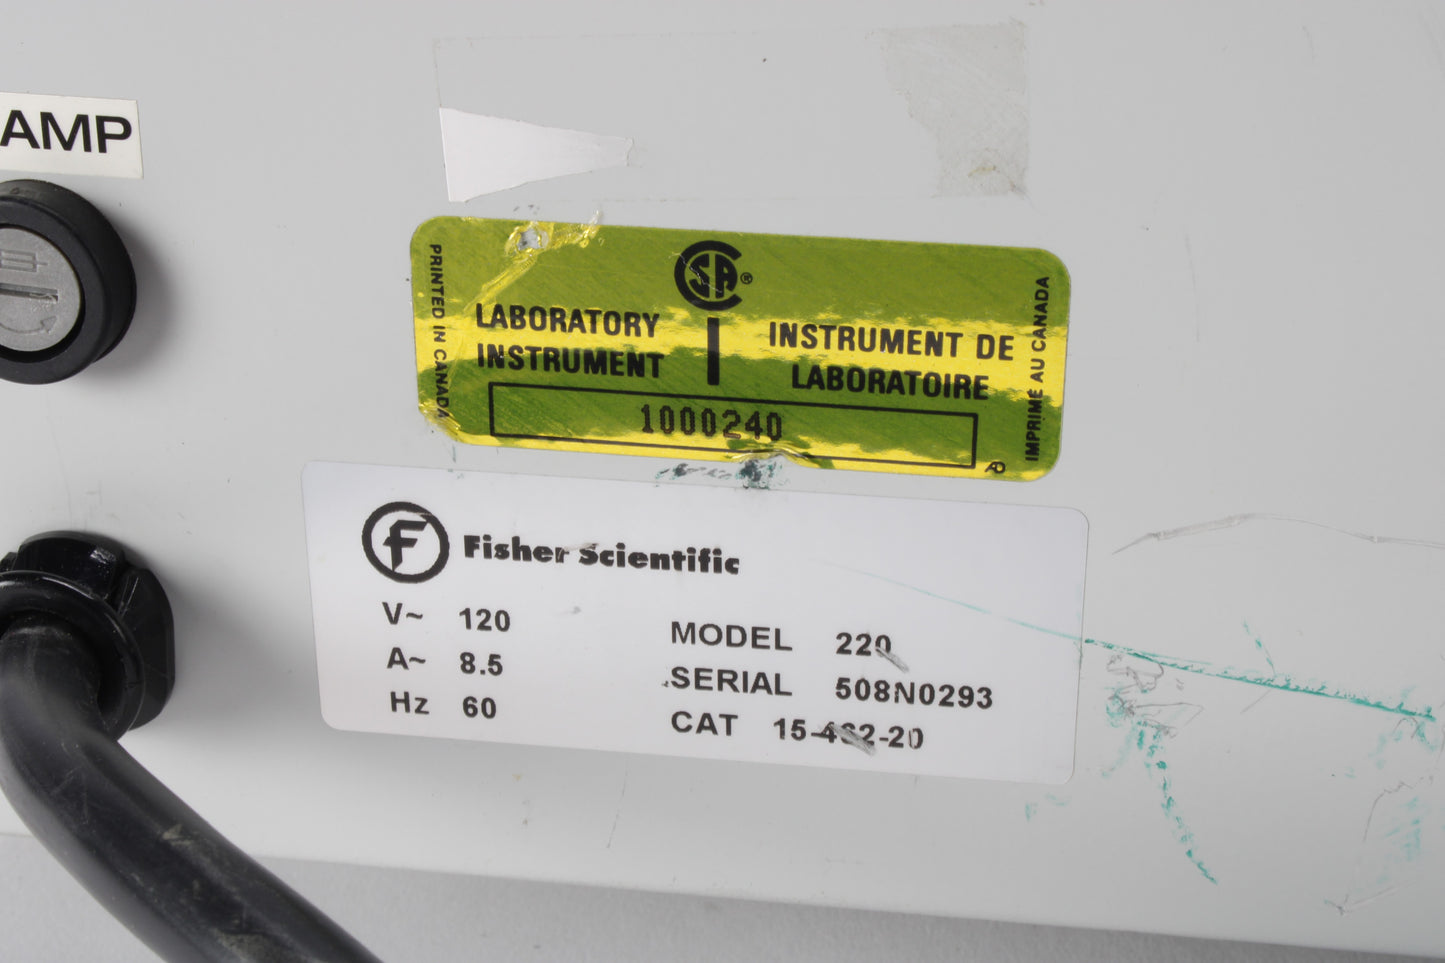 AMP
PRINTED IN CANADA
CSA®
LABORATORY
INSTRUMENT
INSTRUMENT DE
LABORATOIRE
1000240
IMPRIMÉ AU CANADA
F Fisher Scientific
V~ 120
A~ 8.5
Hz 60
MODEL 220
SERIAL 508N0293
CAT 15-462-20